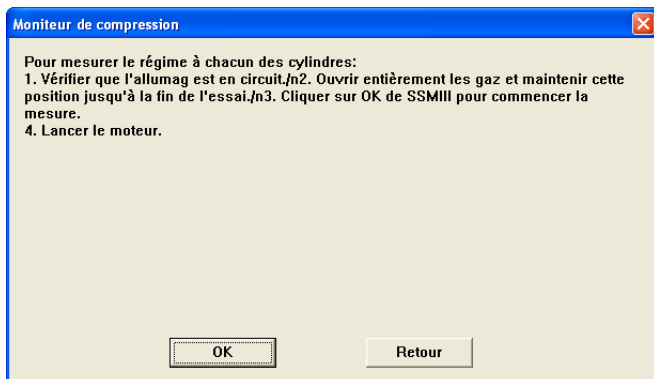 Moniteur de compression
Pour mesurer le régime à chacun des cylindres:
1. Vérifier que l'allumag est en circuit./n2. Ouvrir entièrement les gaz et maintenir cette
position jusqu'à la fin de l'essai./n3. Cliquer sur OK de SSMIII pour commencer la
mesure.
4. Lancer le moteur.
OK
Retour